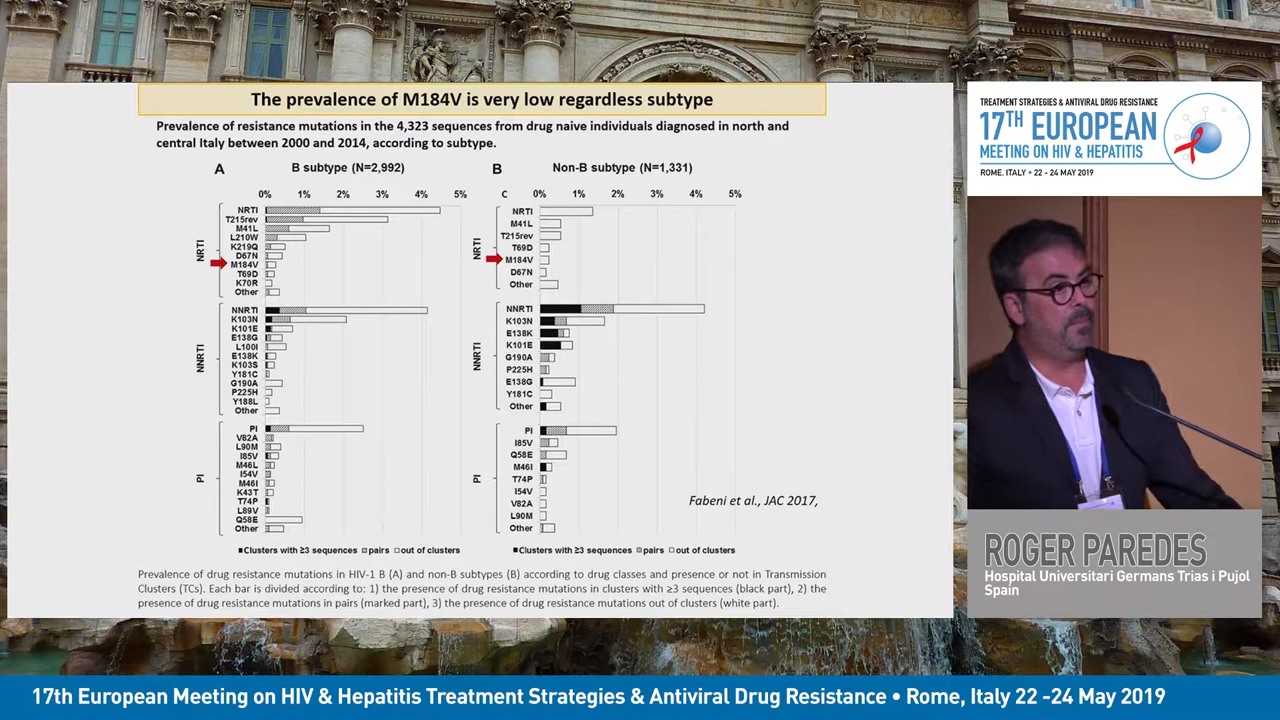 The prevalence of M184V is very low regardless subtype
Prevalence of resistance mutations in the 4,323 sequences from drug naive individuals diagnosed in north and
central Italy between 2000 and 2014, according to subtype.
A
B subtype (N=2,992)
0% 1% 2% 3% 4% 5%
NRTI
NRTI
T215rev
M41L
L210W
K219Q
D67N
M184V
T69D
K70R
Other
NNRTI
NNRTI
K103N
K101E
E138G
L100I
E138K
K103S
Y181C
G190A
P225H
Y188L
Other
PI
PI
V82A
L90M
I85V
M46L
I54V
M46I
K43T
T74P
L89V
Q58E
Other
■Clusters with ≥3 sequences pairs □ out of clusters
B
Non-B subtype (N=1,331)
C 0% 1% 2% 3% 4% 5%
NRTI
NRTI
M41L
T215rev
T69D
M184V
D67N
Other
NNRTI
NNRTI
K103N
E138K
K101E
G190A
P225H
E138G
Y181C
Other
PI
PI
I85V
Q58E
M46I
T74P
I54V
V82A
L90M
Other
■Clusters with ≥3 sequences pairs □ out of clusters
Fabeni et al., JAC 2017,
Prevalence of drug resistance mutations in HIV-1 B (A) and non-B subtypes (B) according to drug classes and presence or not in Transmission
Clusters (TCs). Each bar is divided according to: 1) the presence of drug resistance mutations in clusters with ≥3 sequences (black part), 2) the
presence of drug resistance mutations in pairs (marked part), 3) the presence of drug resistance mutations out of clusters (white part).
TREATMENT STRATEGIES & ANTIVIRAL DRUG RESISTANCE
17TH EUROPEAN
MEETING ON HIV & HEPATITIS
ROME, ITALY • 22 - 24 MAY 2019
ROGER PAREDES
Hospital Universitari Germans Trias i Pujol
Spain
17th European Meeting on HIV & Hepatitis Treatment Strategies & Antiviral Drug Resistance • Rome, Italy 22 -24 May 2019